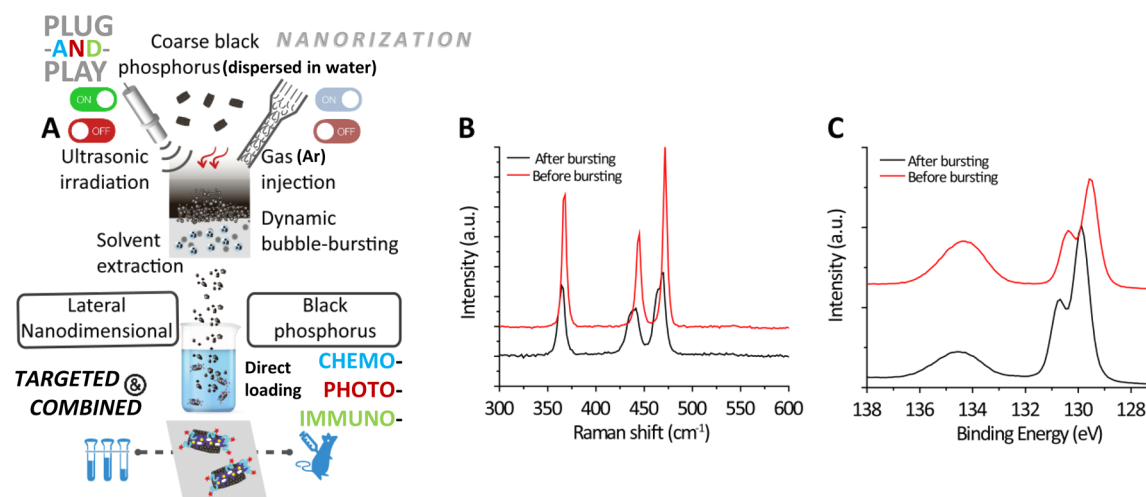 PLUG
-AND-
PLAY
Coarse black
phosphorus(dispersed in water)
NANORIZATION
A
ON
OFF
ON
OFF
Ultrasonic
irradiation
Gas (Ar)
injection
Dynamic
bubble-bursting
Solvent
extraction
Lateral
Nanodimensional
Black
phosphorus
Direct
loading
TARGETED &
COMBINED
CHEMO-
PHOTO-
IMMUNO-
B
After bursting
Before bursting
Intensity (a.u.)
300 350 400 450 500 550 600
Raman shift (cm-1)
C
After bursting
Before bursting
Intensity (a.u.)
138 136 134 132 130 128
Binding Energy (eV)